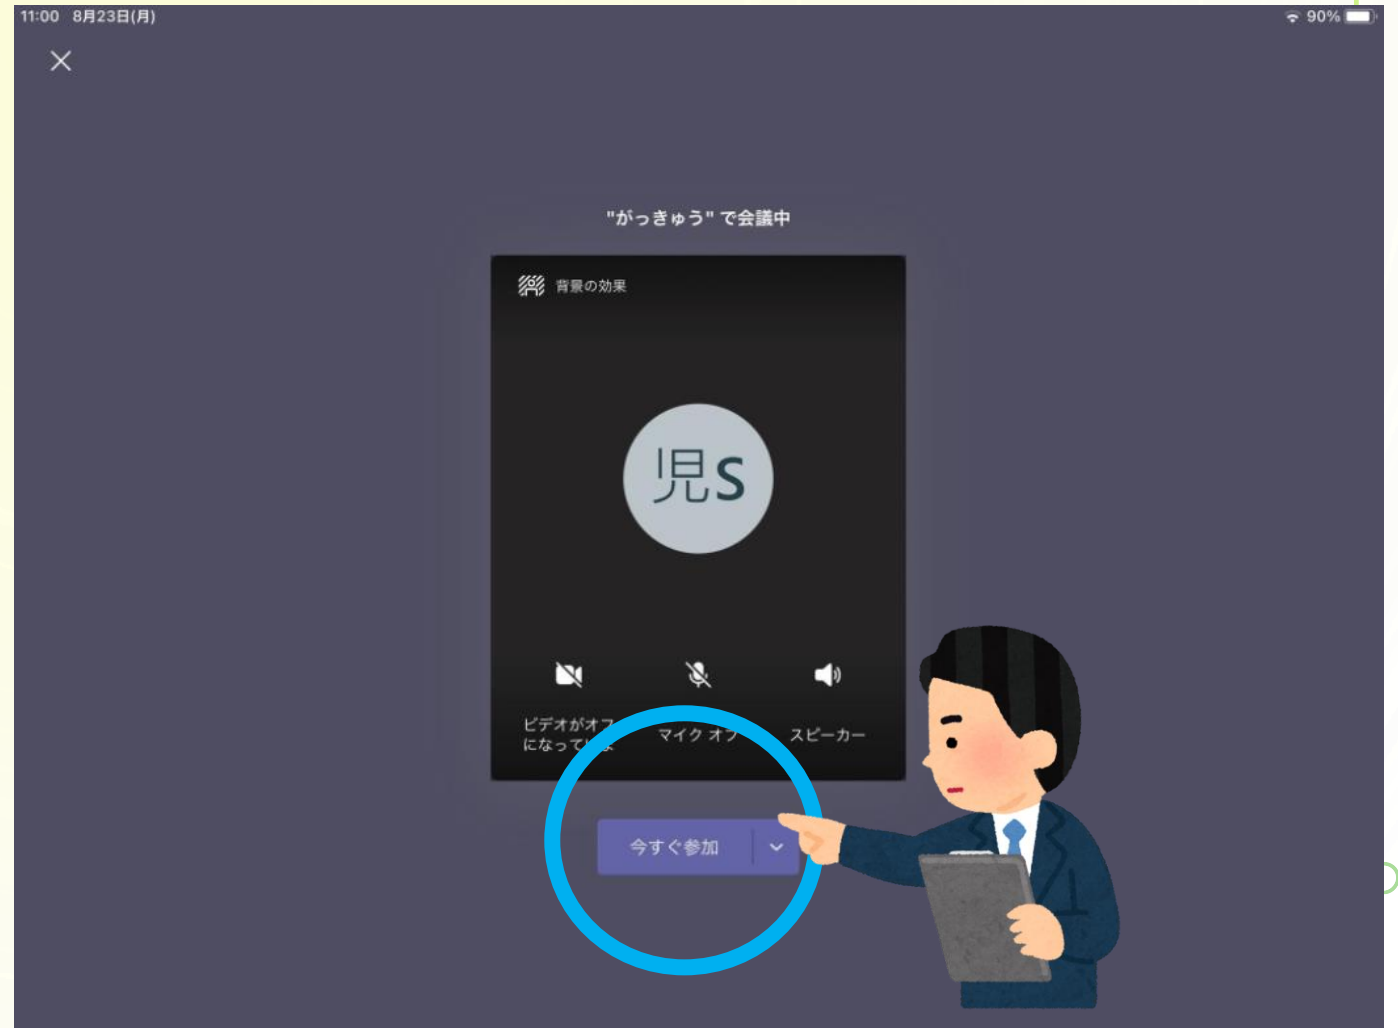 11:00 8月23日(月)
90%
"がっきゅう" で会議中
背景の効果
児S
ビデオがオフ
になっていま
マイク オフ
スピーカー
今すぐ参加